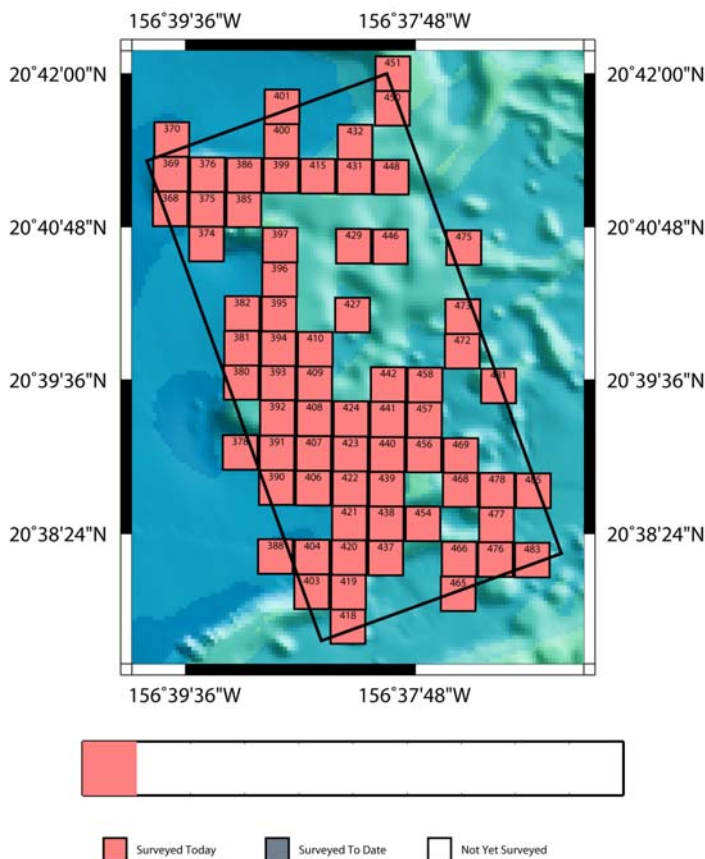 156°39'36"W 156°37'48"W
451
20°42'00"N 20°42'00"N
401 450
370 400 432
369 376 386 399 415 431 448
368 375 385
20°40'48"N 20°40'48"N
374 397 429 446 475
396
382 395 427 473
381 394 410 472
20°39'36"N 20°39'36"N
380 393 409 442 458 481
392 408 424 441 457
378 391 407 423 440 456 469
390 406 422 439 468 478 485
421 438 454 477
20°38'24"N 20°38'24"N
388 404 420 437 466 476 483
403 419 465
418
156°39'36"W 156°37'48"W
Surveyed Today Surveyed To Date Not Yet Surveyed